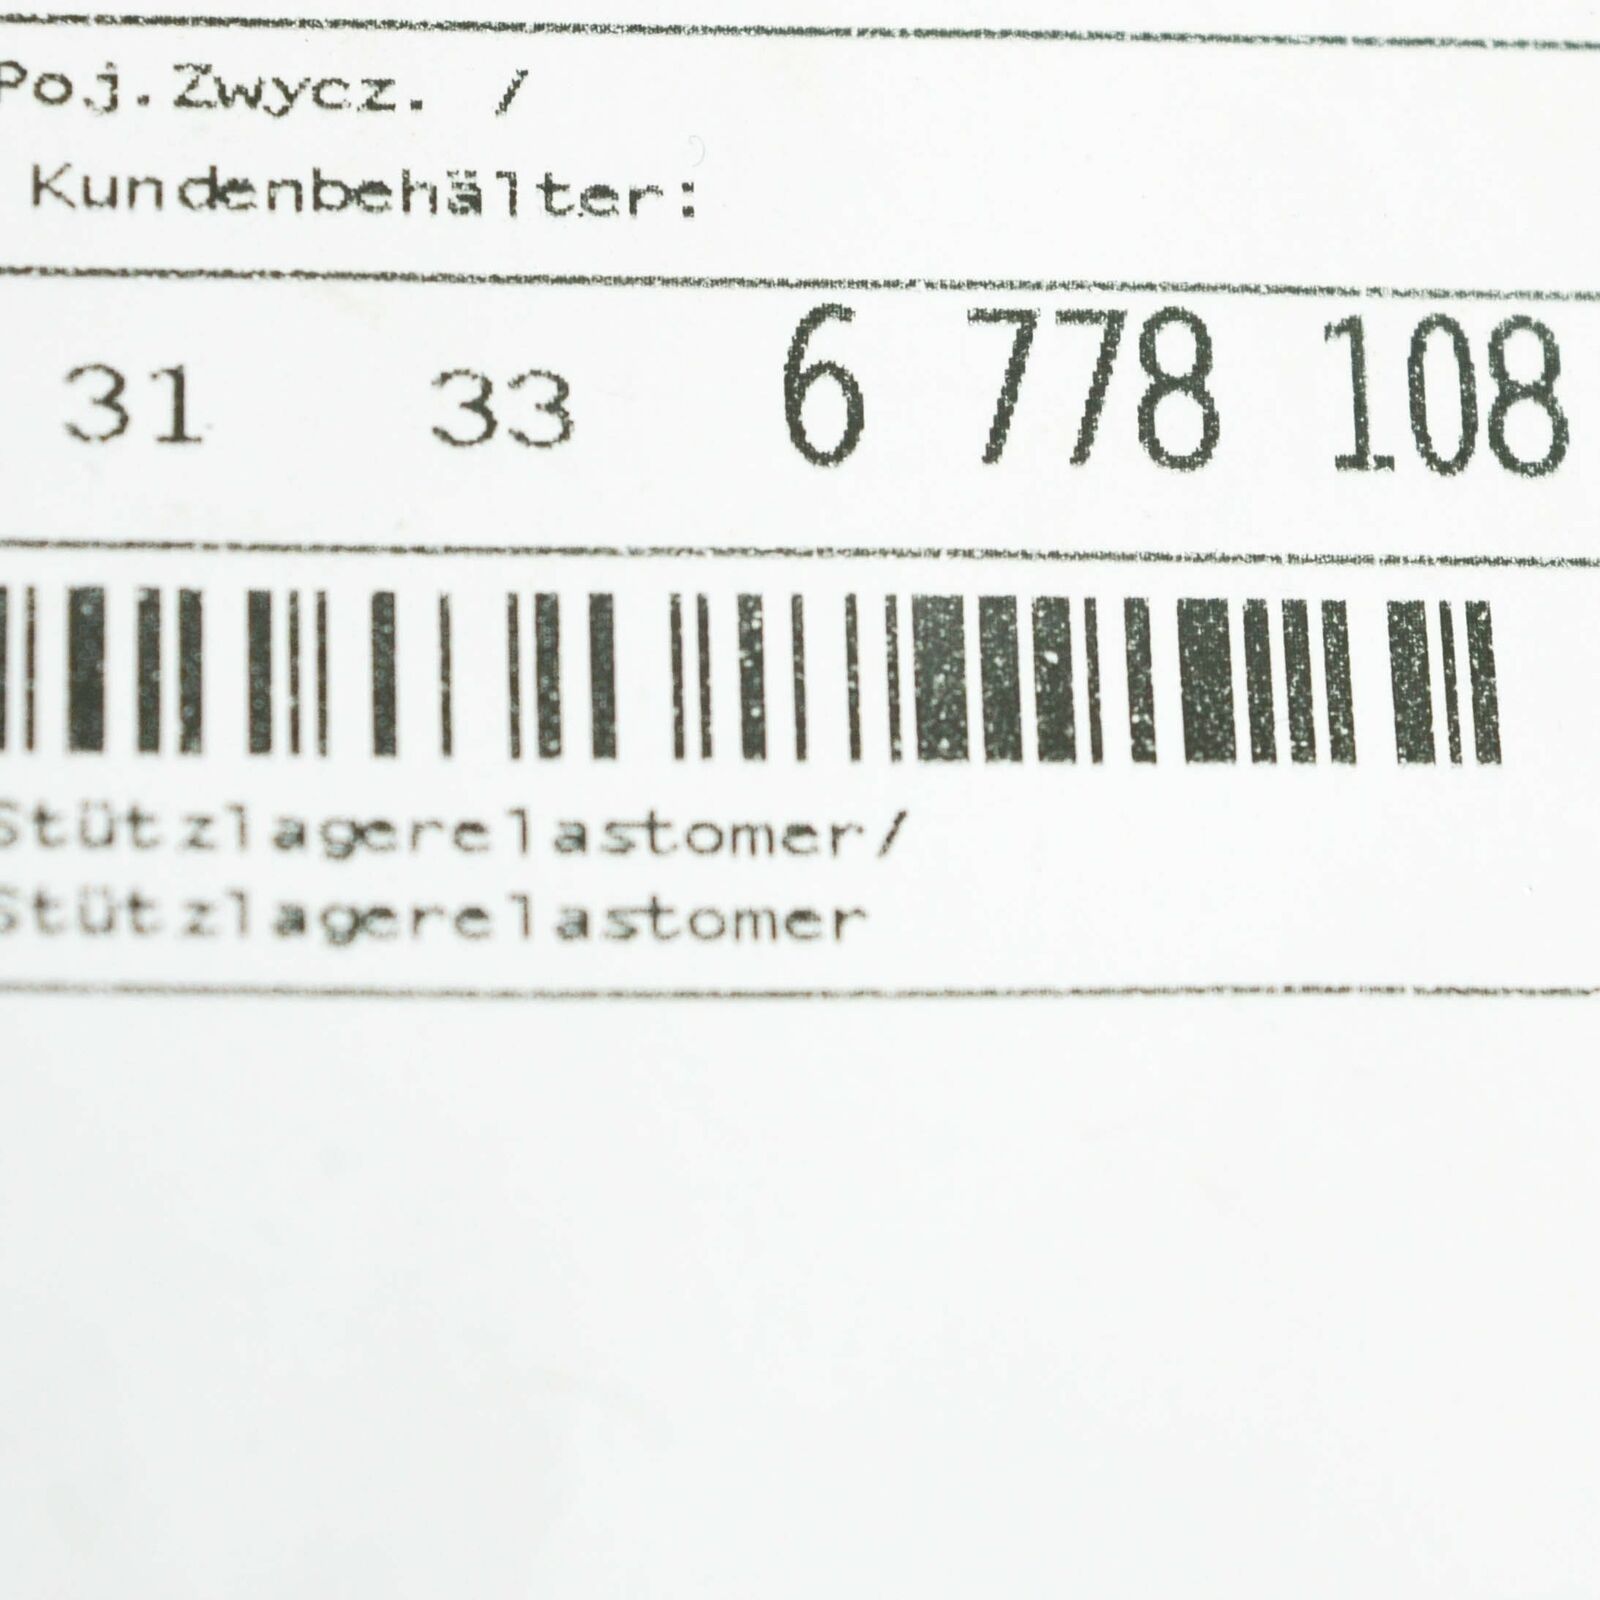 Poj.Zwycz. /
Kundenbehälter:
31 33 6 778 108
Stützlagerelastomer/
Stützlagerelastomer